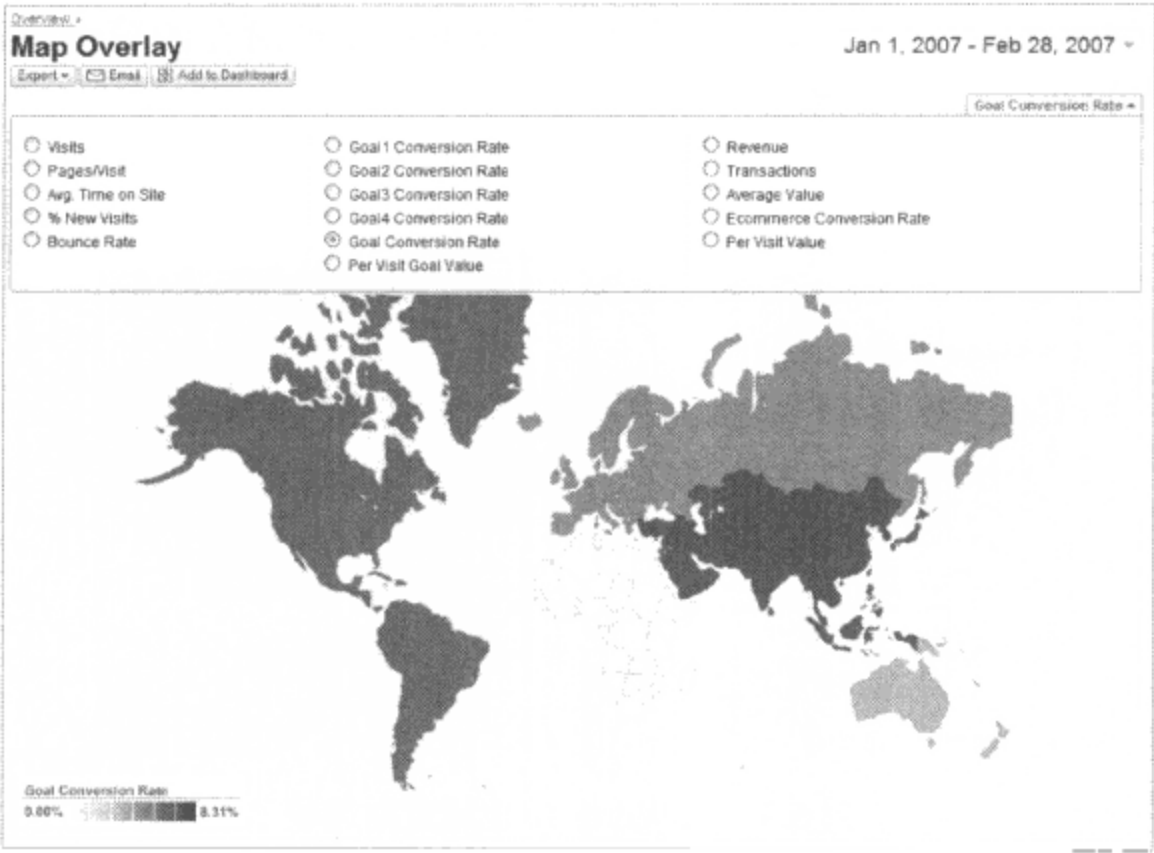 Overview »
Map Overlay
Jan 1, 2007 - Feb 28, 2007
Export
Email
Add to Dashboard
Goal Conversion Rate
Visits
Pages/Visit
Avg. Time on Site
% New Visits
Bounce Rate
Goal1 Conversion Rate
Goal2 Conversion Rate
Goal3 Conversion Rate
Goal4 Conversion Rate
Goal Conversion Rate
Per Visit Goal Value
Revenue
Transactions
Average Value
Ecommerce Conversion Rate
Per Visit Value
Goal Conversion Rate
0.00% 8.31%